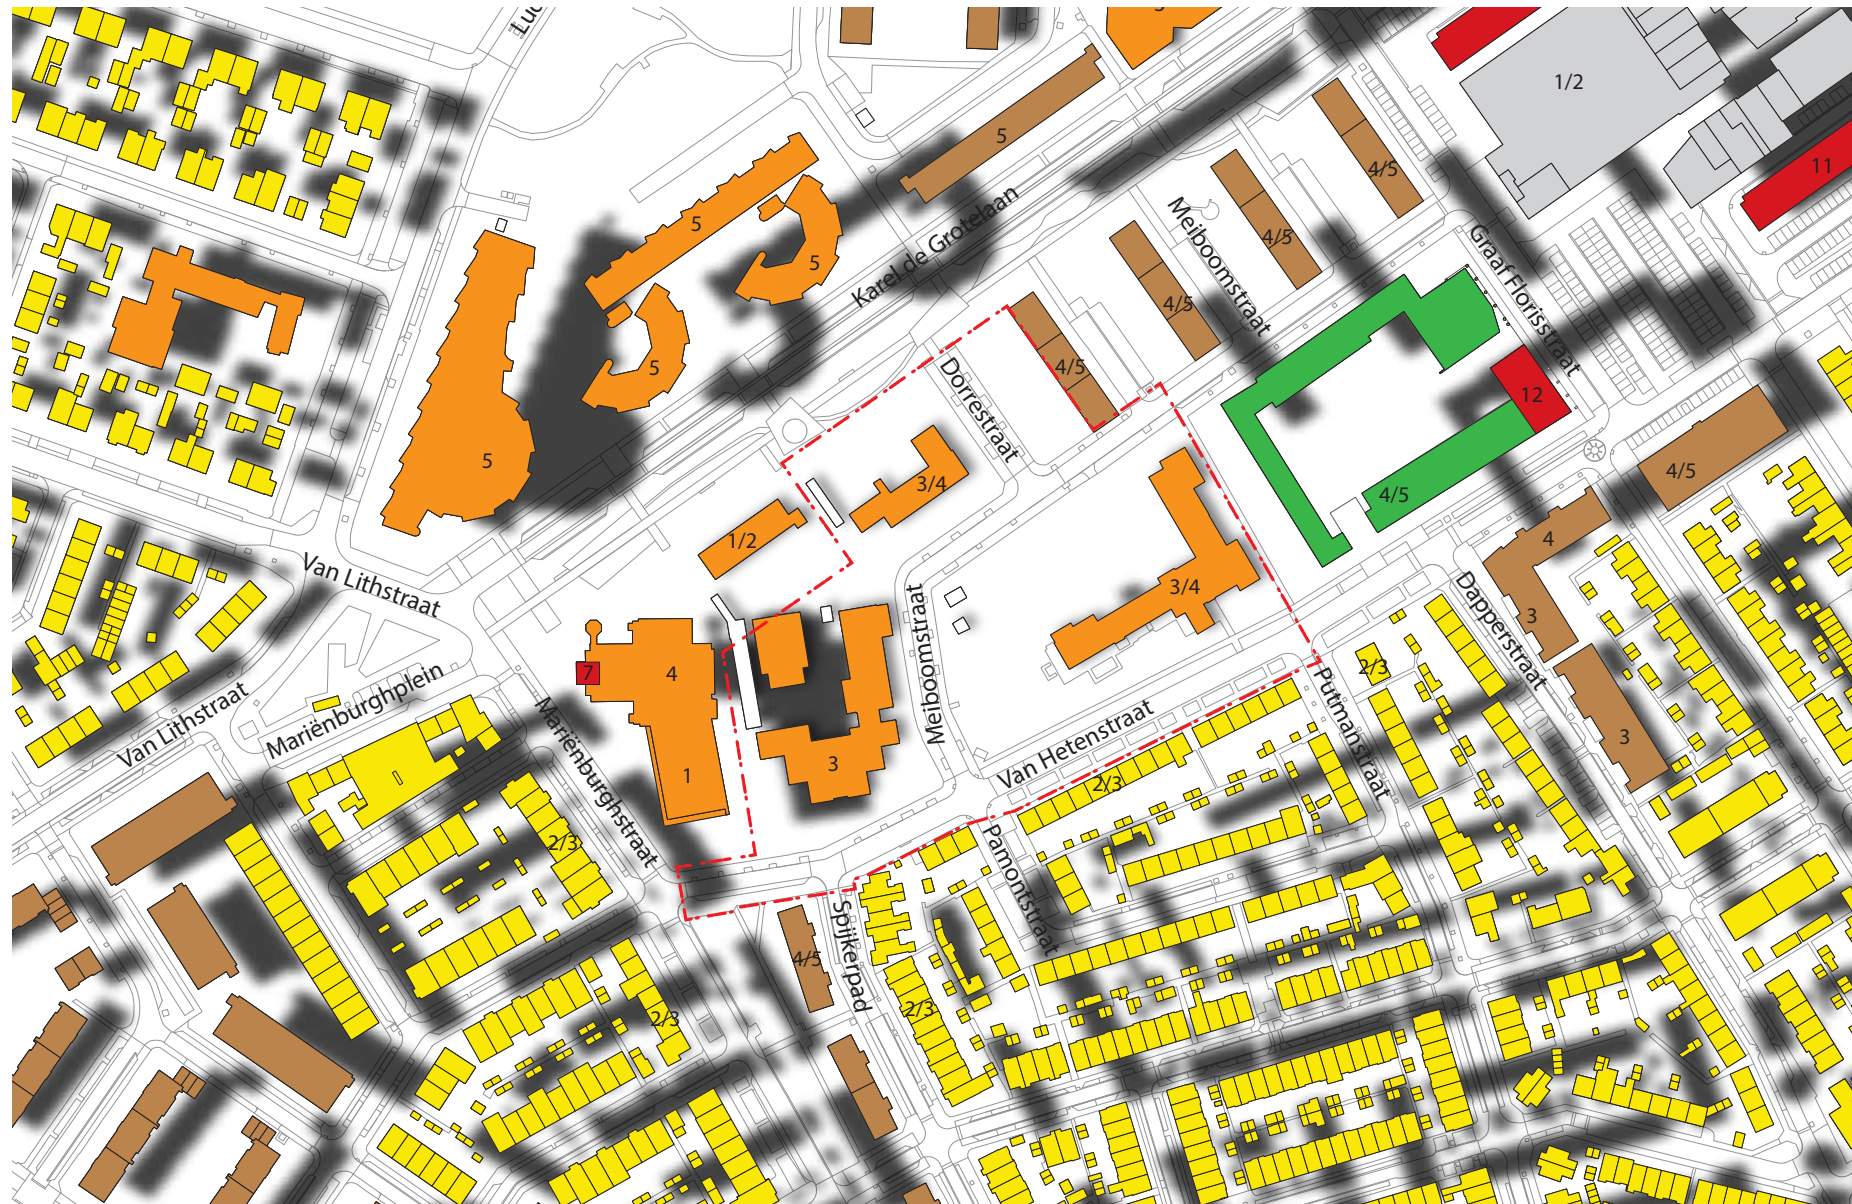 Luc
5
1/2
11
5
4/5
5
Karel de Grotelaan
Meiboomstraat
4/5
Graaf Florisstraat
5
4/5
5
4/5
Dorrestraat
12
5
3/4
4/5
4/5
1/2
4
Van Lithstraat
Meiboomstraat
3/4
Dapperstraat
3
7
4
2/3
Putmanstraat
Van Lithstraat
Mariënburghplein
Mariënburghstraat
3
1
3
Van Hetenstraat
2/3
2/3
Pamontstraat
4/5
Spijkerpad
2/3
2/3